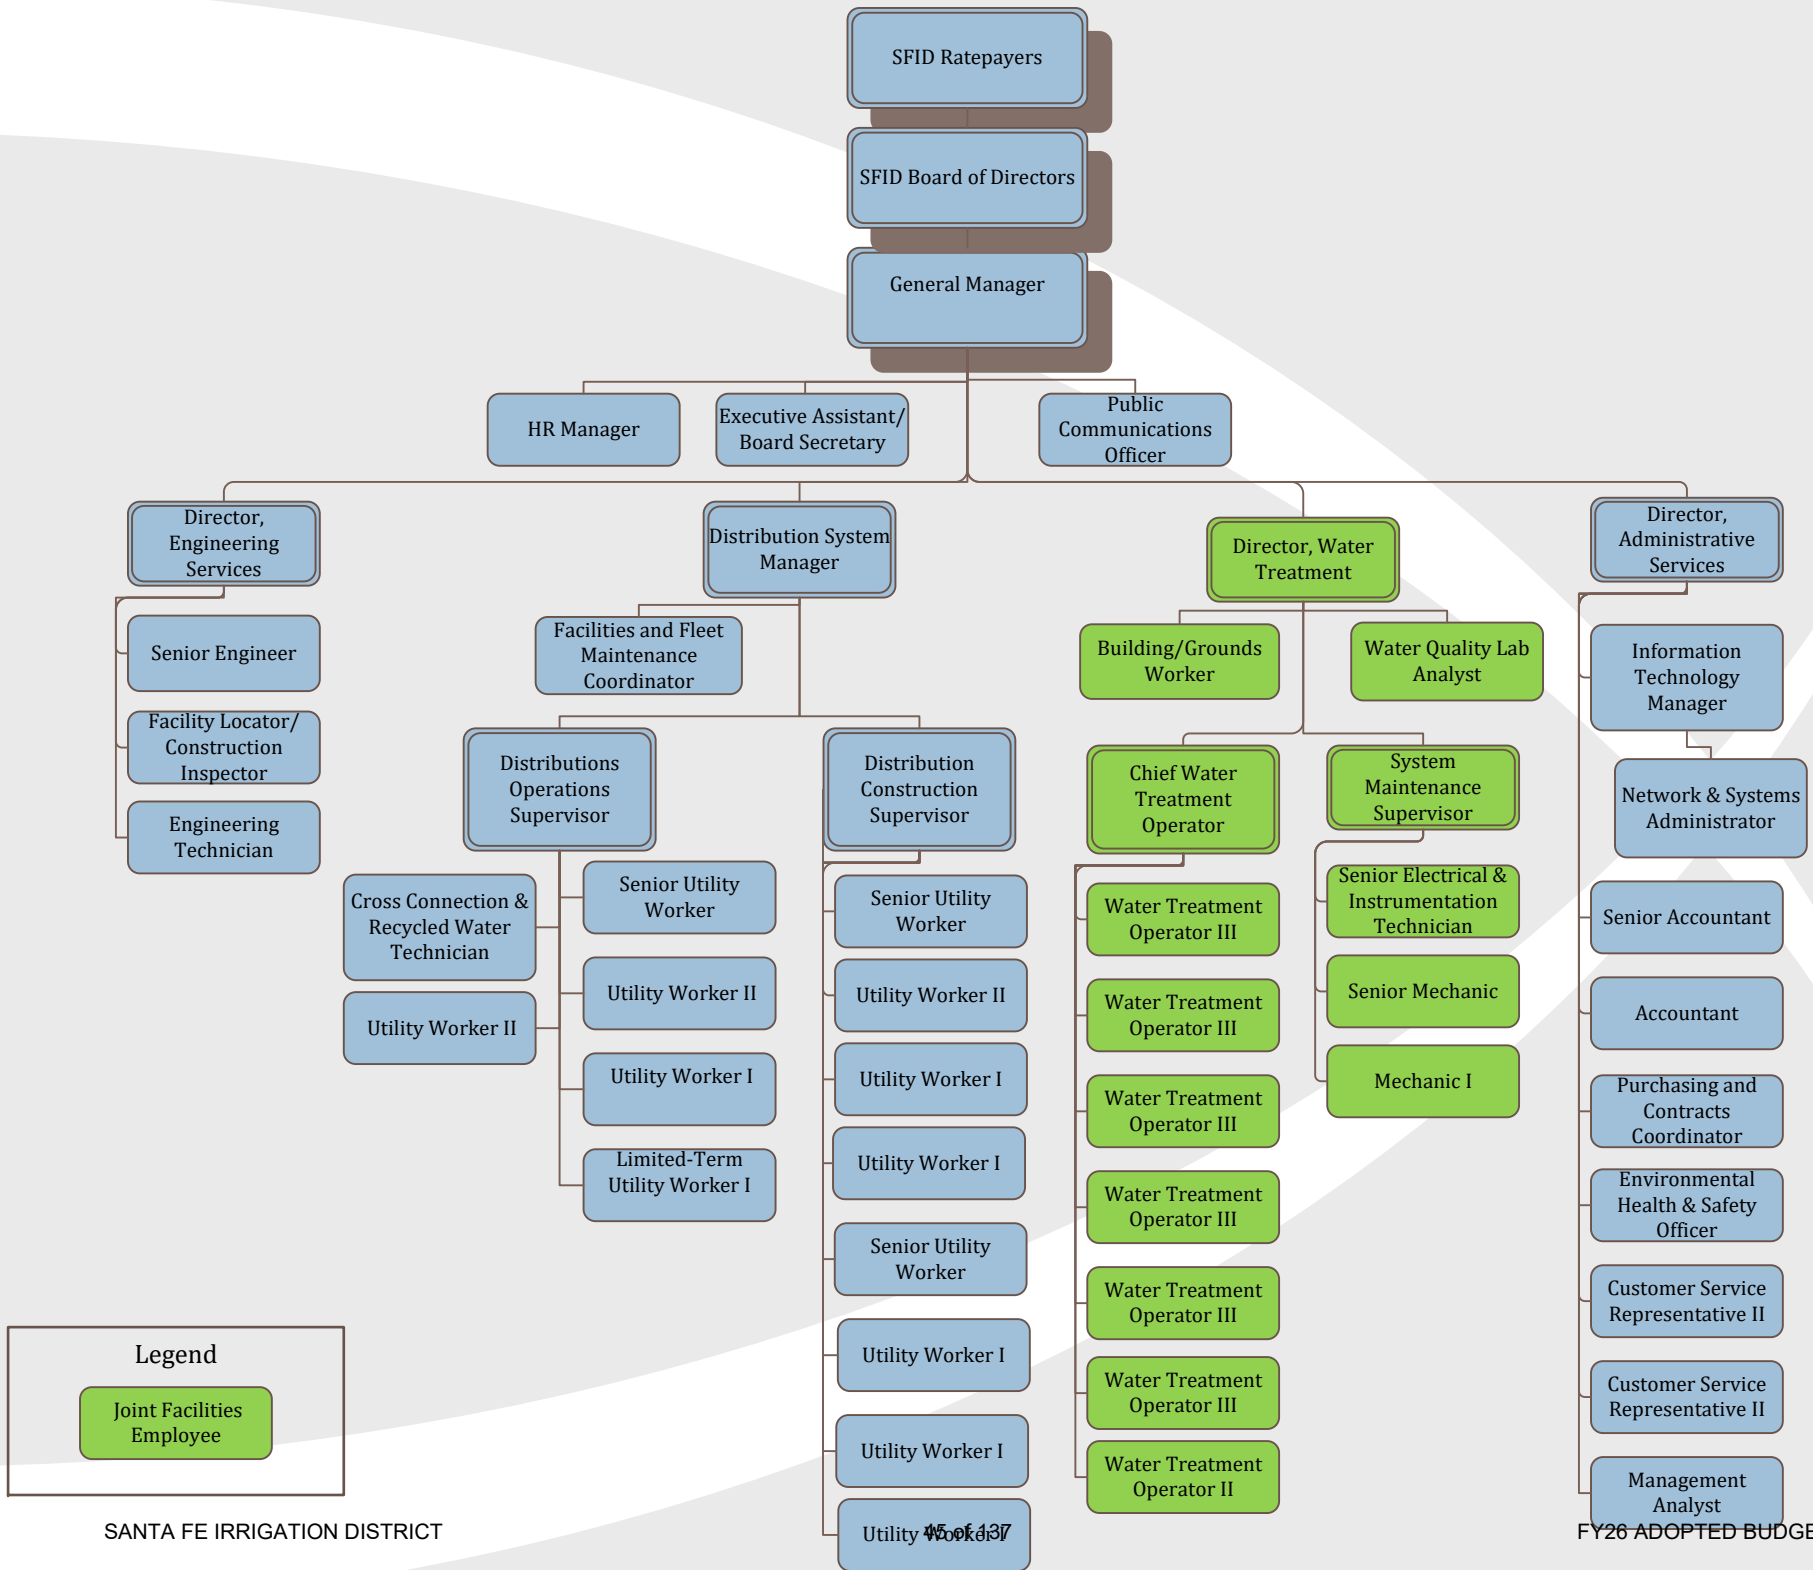 SFID Ratepayers
SFID Board of Directors
General Manager
HR Manager
Executive Assistant/
Board Secretary
Public
Communications
Officer
Director,
Engineering
Services
Senior Engineer
Facility Locator/
Construction
Inspector
Engineering
Technician
Distribution System
Manager
Facilities and Fleet
Maintenance
Coordinator
Distributions
Operations
Supervisor
Cross Connection &
Recycled Water
Technician
Utility Worker II
Senior Utility
Worker
Utility Worker II
Utility Worker I
Limited-Term
Utility Worker I
Distribution
Construction
Supervisor
Senior Utility
Worker
Utility Worker II
Utility Worker I
Utility Worker I
Senior Utility
Worker
Utility Worker I
Utility Worker I
Utility Worker I
Director, Water
Treatment
Building/Grounds
Worker
Water Quality Lab
Analyst
Chief Water
Treatment
Operator
Water Treatment
Operator III
Water Treatment
Operator III
Water Treatment
Operator III
Water Treatment
Operator III
Water Treatment
Operator III
Water Treatment
Operator III
Water Treatment
Operator II
System
Maintenance
Supervisor
Senior Electrical &
Instrumentation
Technician
Senior Mechanic
Mechanic I
Director,
Administrative
Services
Information
Technology
Manager
Network & Systems
Administrator
Senior Accountant
Accountant
Purchasing and
Contracts
Coordinator
Environmental
Health & Safety
Officer
Customer Service
Representative II
Customer Service
Representative II
Management
Analyst
Legend
Joint Facilities
Employee
SANTA FE IRRIGATION DISTRICT
45 of 137
FY26 ADOPTED BUDGE